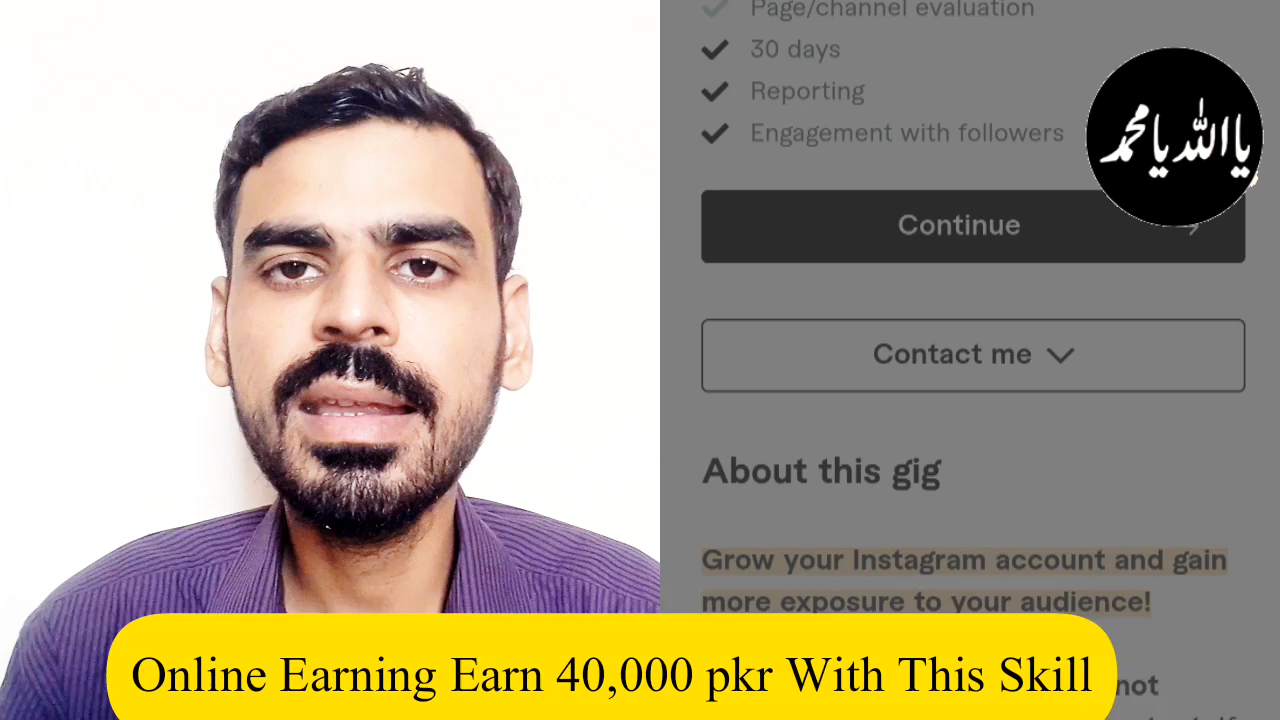 Page/channel evaluation
30 days
Reporting
Engagement with followers
یا اللہ یا محمد
Continue
Contact me
About this gig
Grow your Instagram account and gain
more exposure to your audience!
not
Online Earning Earn 40,000 pkr With This Skill